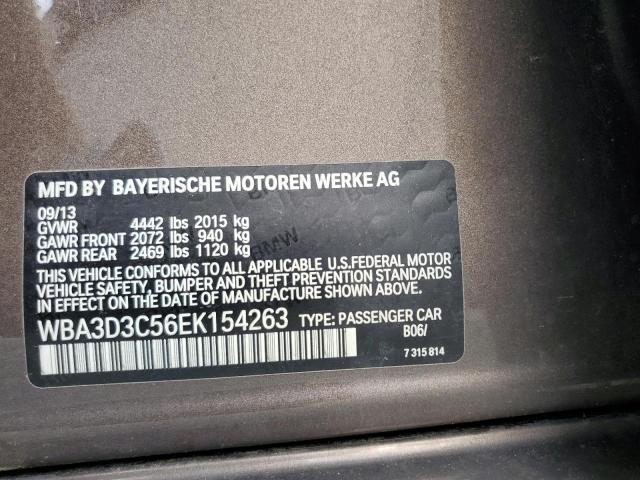 MFD BY BAYERISCHE MOTOREN WERKE AG
09/13
GVWR 4442 lbs 2015 kg
GAWR FRONT 2072 lbs 940 kg
GAWR REAR 2469 lbs 1120 kg
THIS VEHICLE CONFORMS TO ALL APPLICABLE U.S.FEDERAL MOTOR
VEHICLE SAFETY, BUMPER AND THEFT PREVENTION STANDARDS
IN EFFECT ON THE DATE OF MANUFACTURE SHOWN ABOVE.
WBA3D3C56EK154263 TYPE: PASSENGER CAR
B06/
7 315 814
BMW